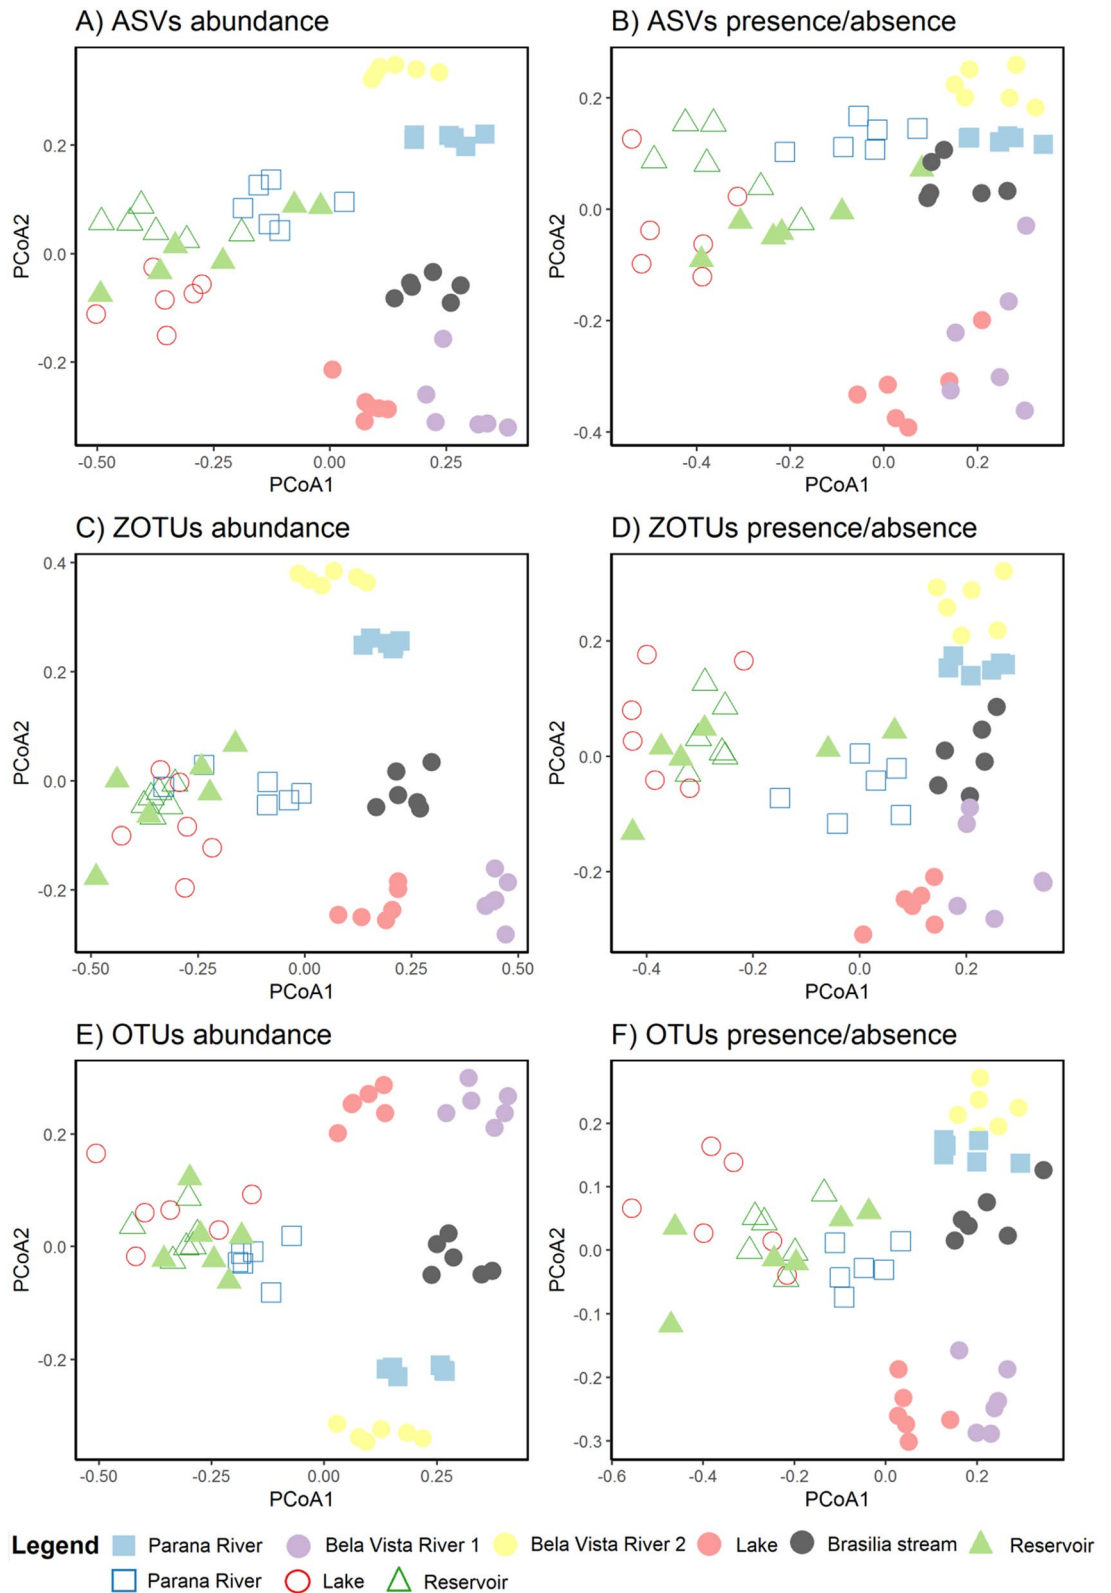 A) ASVs abundance
B) ASVs presence/absence
PCoA2
0.2
0.0
-0.2
-0.50
-0.25
0.00
0.25
PCoA1
PCoA2
0.2
0.0
-0.2
-0.4
-0.4
-0.2
0.0
0.2
PCoA1
C) ZOTUs abundance
D) ZOTUs presence/absence
PCoA2
0.4
0.2
0.0
-0.2
-0.50
-0.25
0.00
0.25
0.50
PCoA1
PCoA2
0.2
0.0
-0.2
-0.4
-0.2
0.0
0.2
PCoA1
E) OTUs abundance
F) OTUs presence/absence
PCoA2
0.2
0.0
-0.2
-0.50
-0.25
0.00
0.25
PCoA1
PCoA2
0.2
0.1
0.0
-0.1
-0.2
-0.3
-0.6
-0.4
-0.2
0.0
0.2
PCoA1
Legend Parana River Bela Vista River 1 Bela Vista River 2 Lake Brasilia stream Reservoir
Parana River Lake Reservoir